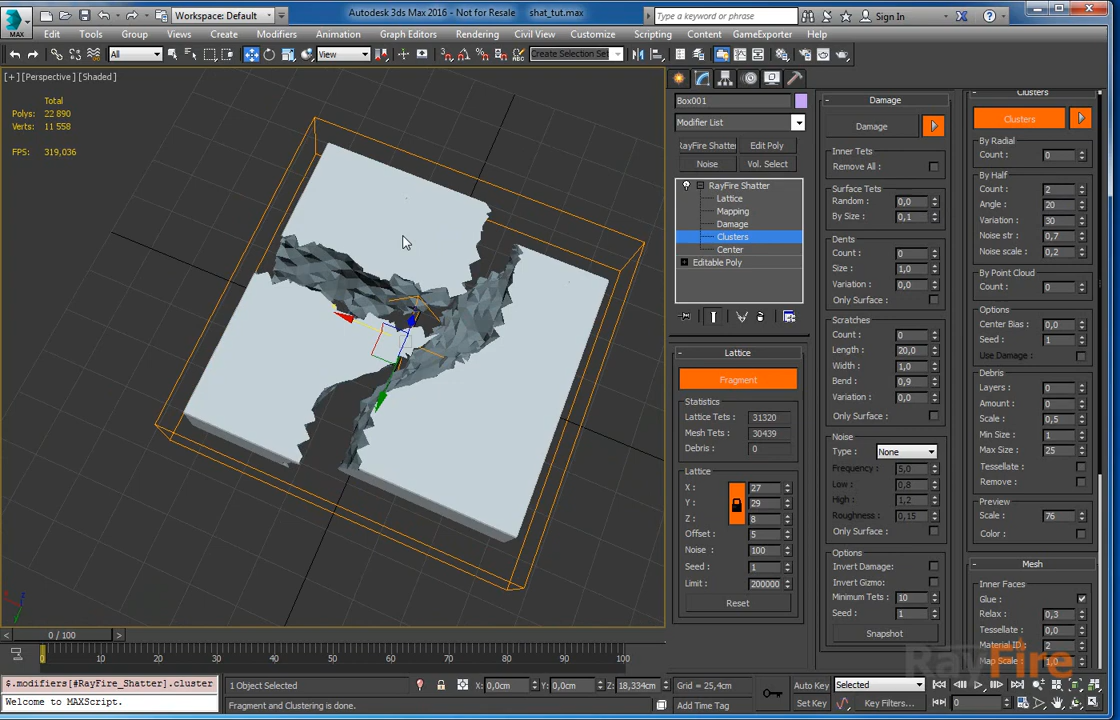 Autodesk 3ds Max 2016 - Not for Resale shat_tut.max
Workspace: Default
Type a keyword or phrase
Sign In
MAX
Edit Tools Group Views Create Modifiers Animation Graph Editors Rendering Civil View Customize Scripting Content GameExporter Help
All View Create Selection Se
[+] [Perspective] [Shaded]
Total
Polys: 22 890
Verts: 11 558
FPS: 319,036
Box001
Modifier List
RayFire Shatter Edit Poly
Noise Vol. Select
RayFire Shatter
Lattice
Mapping
Damage
Clusters
Center
Editable Poly
Lattice
Fragment
Statistics
Lattice Tets : 31320
Mesh Tets : 30439
Debris : 0
Lattice
X : 27
Y : 29
Z : 8
Offset : 5
Noise : 100
Seed : 1
Limit : 200000
Reset
Damage
Damage
Inner Tets
Remove All :
Surface Tets
Random : 0,0
By Size : 0,1
Dents
Count : 0
Size : 1,0
Variation : 0,0
Only Surface :
Scratches
Count : 0
Length : 20,0
Width : 1,0
Bend : 0,9
Variation : 0,0
Only Surface :
Noise
Type : None
Frequency : 5,0
Low : 0,8
High : 1,2
Roughness : 0,15
Only Surface :
Options
Invert Damage:
Invert Gizmo:
Minimum Tets : 10
Seed : 1
Snapshot
Clusters
Clusters
By Radial
Count : 0
By Half
Count : 2
Angle : 20
Variation : 30
Noise str : 0,7
Noise scale : 0,2
By Point Cloud
Count : 0
Options
Center Bias : 0,0
Seed : 1
Use Damage :
Debris
Layers : 0
Amount : 0
Scale : 0,5
Min Size : 1
Max Size : 25
Tessellate :
Remove :
Preview
Scale : 76
Color :
Mesh
Inner Faces
Glue :
Relax : 0,3
Tessellate : 0,0
Material ID : 2
Map Scale : 1,0
RayFire
0 / 100
0 10 20 30 40 50 60 70 80 90 100
$.modifiers[#RayFire_Shatter].cluster
Welcome to MAXScript.
1 Object Selected
Fragment and Clustering is done.
X: 0,0cm Y: 0,0cm Z: 18,334cm Grid = 25,4cm
Add Time Tag
Auto Key Selected
Set Key Key Filters...
0